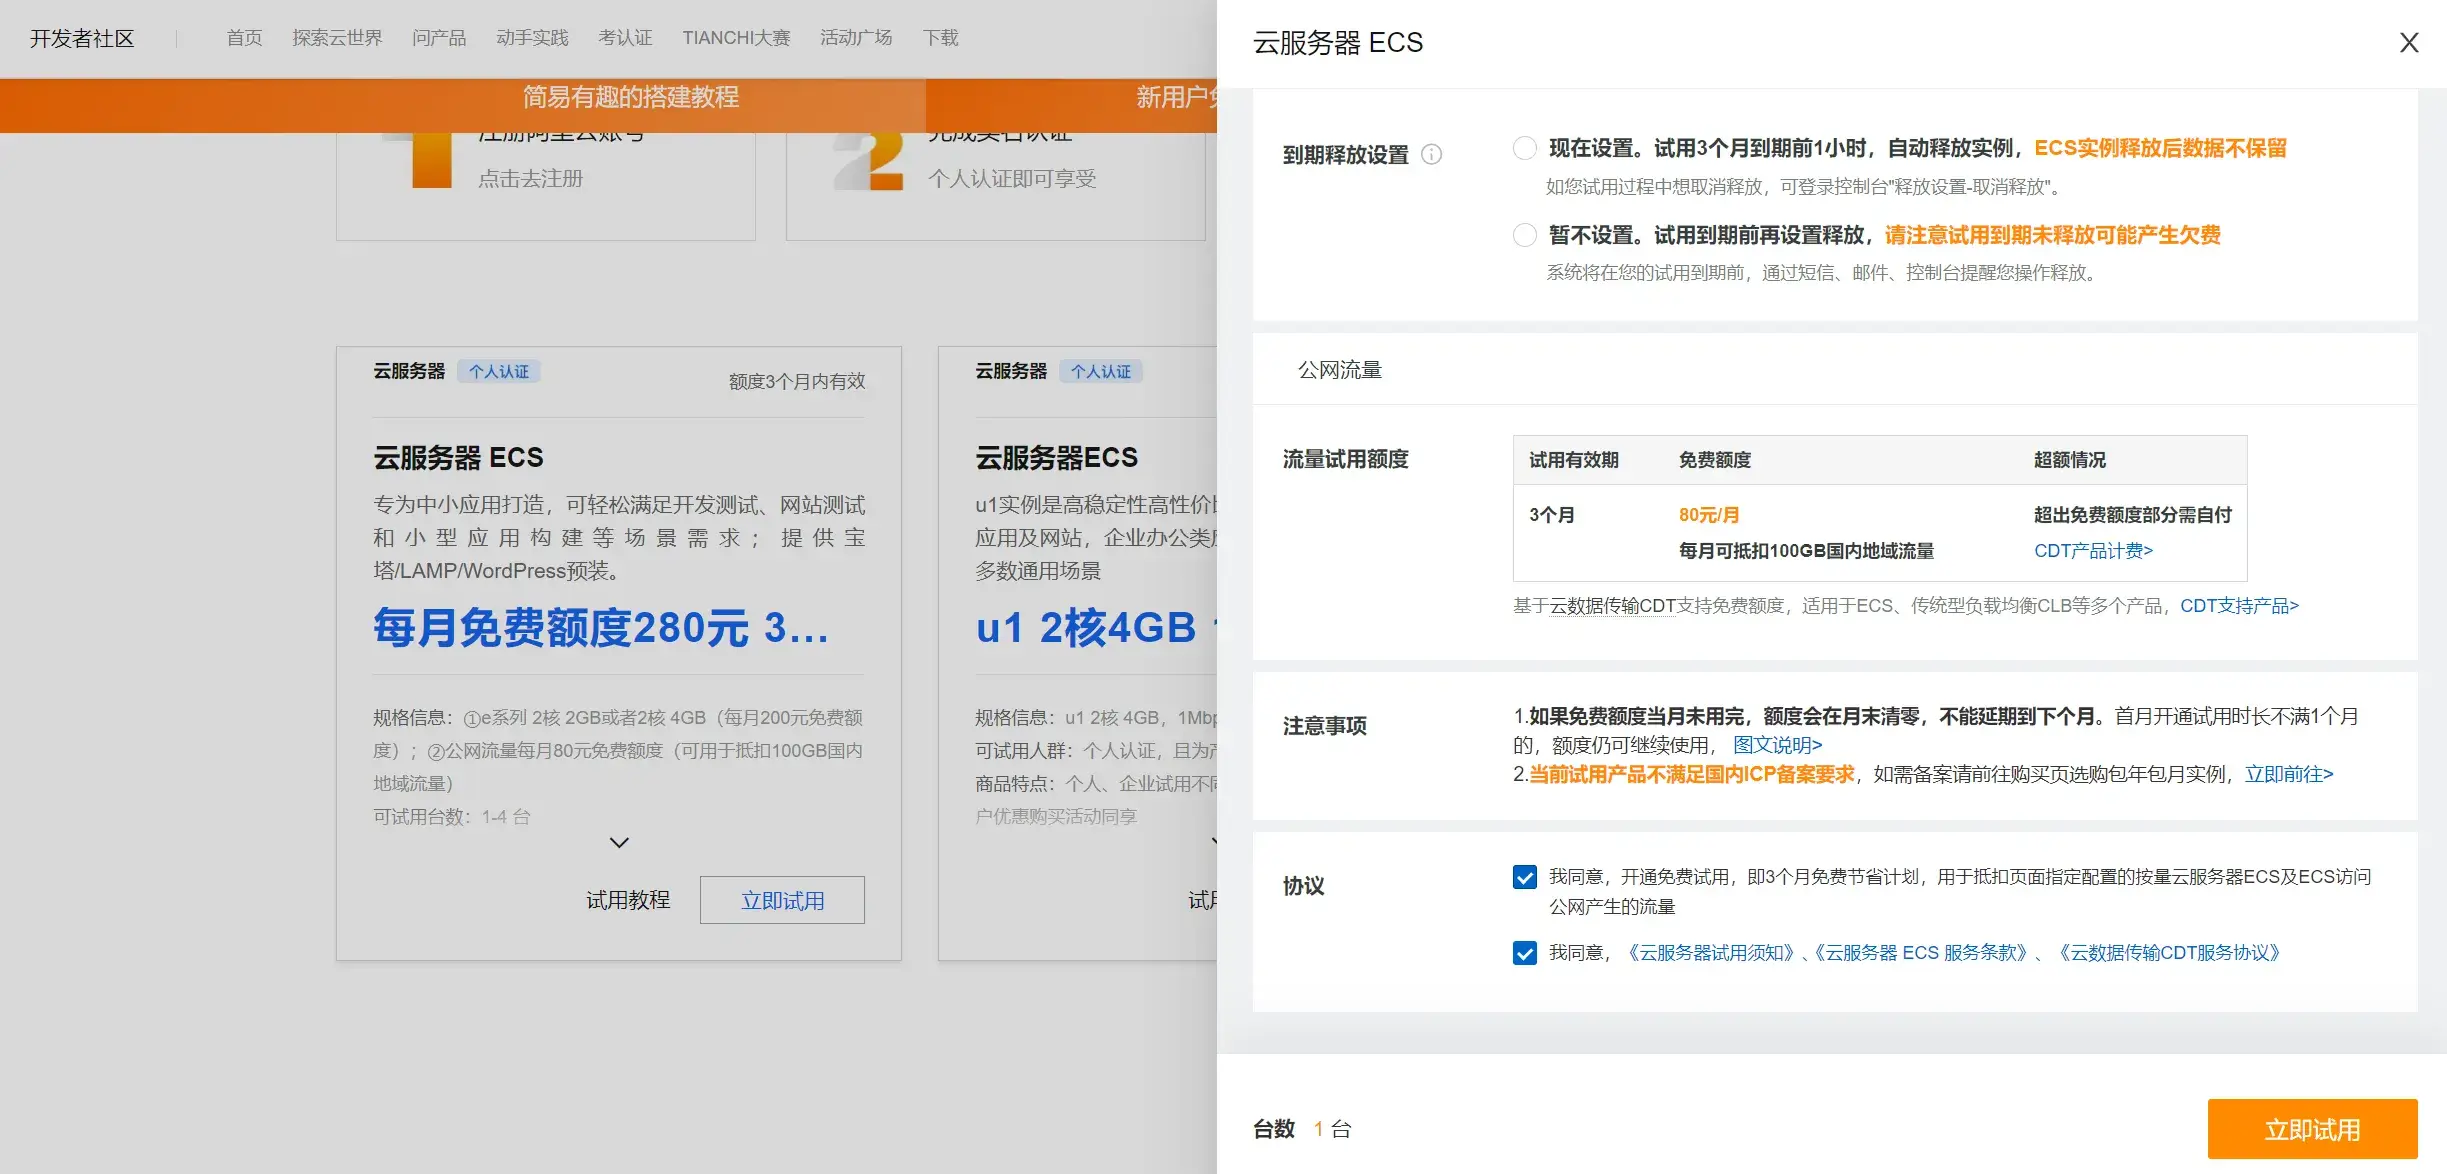 开发者社区
首页 探索云世界 问产品 动手实践 考认证 TIANCHI大赛 活动广场 下载
简易有趣的搭建教程
新用户
注册阿里云账号
点击去注册
2
完成实名认证
个人认证即可享受
云服务器 个人认证
额度3个月内有效
云服务器 ECS
专为中小应用打造，可轻松满足开发测试、网站测试
和小型应用构建等场景需求；提供宝
塔/LAMP/WordPress预装。
每月免费额度280元 3...
规格信息：①e系列 2核 2GB或者2核 4GB（每月200元免费额
度）；②公网流量每月80元免费额度（可用于抵扣100GB国内
地域流量）
可试用台数：1-4 台
试用教程
立即试用
云服务器 个人认证
云服务器ECS
u1实例是高稳定性高性价
应用及网站，企业办公类
多数通用场景
u1 2核4GB
规格信息：u1 2核 4GB，1Mbp
可试用人群：个人认证，且为
商品特点：个人、企业试用不
户优惠购买活动同享
试
云服务器 ECS
X
到期释放设置
现在设置。试用3个月到期前1小时，自动释放实例，ECS实例释放后数据不保留
如您试用过程中想取消释放，可登录控制台"释放设置-取消释放"。
暂不设置。试用到期前再设置释放，请注意试用到期未释放可能产生欠费
系统将在您的试用到期前，通过短信、邮件、控制台提醒您操作释放。
公网流量
流量试用额度
试用有效期 免费额度 超额情况
3个月 80元/月 超出免费额度部分需自付
每月可抵扣100GB国内地域流量 CDT产品计费>
基于云数据传输CDT支持免费额度，适用于ECS、传统型负载均衡CLB等多个产品，CDT支持产品>
注意事项
1.如果免费额度当月未用完，额度会在月末清零，不能延期到下个月。首月开通试用时长不满1个月
的，额度仍可继续使用， 图文说明>
2.当前试用产品不满足国内ICP备案要求，如需备案请前往购买页选购包年包月实例，立即前往>
协议
我同意，开通免费试用，即3个月免费节省计划，用于抵扣页面指定配置的按量云服务器ECS及ECS访问
公网产生的流量
我同意，《云服务器试用须知》、《云服务器 ECS 服务条款》、《云数据传输CDT服务协议》
台数 1 台
立即试用